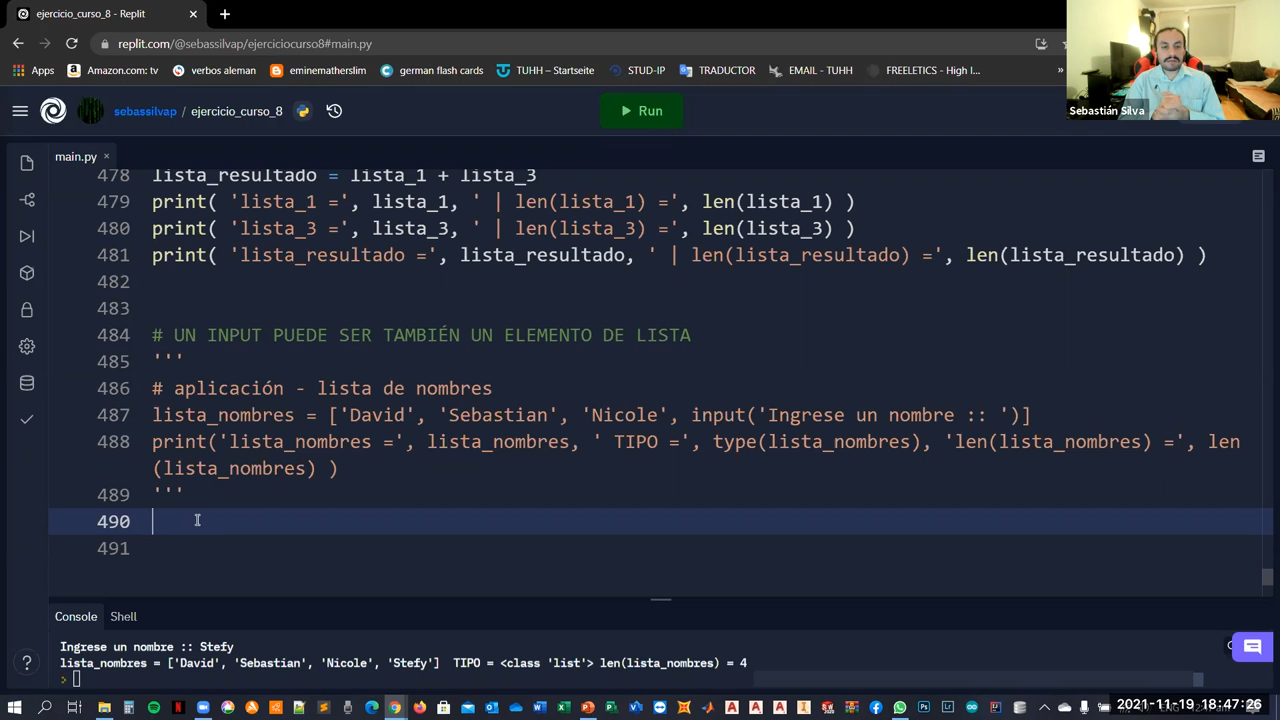 ejercicio_curso_8 - Replit
replit.com/@sebassilvap/ejerciciocurso8#main.py
Apps Amazon.com: tv verbos aleman eminematherslim german flash card... TUHH – Startseite STUD-IP TRADUCTOR EMAIL - TUHH FREELETICS - High I... »
Sebastián Silva
sebassilvap / ejercicio_curso_8 Run
main.py
478 lista_resultado = lista_1 + lista_3
479 print( 'lista_1 =', lista_1, ' | len(lista_1) =', len(lista_1) )
480 print( 'lista_3 =', lista_3, ' | len(lista_3) =', len(lista_3) )
481 print( 'lista_resultado =', lista_resultado, ' | len(lista_resultado) =', len(lista_resultado) )
482
483
484 # UN INPUT PUEDE SER TAMBIÉN UN ELEMENTO DE LISTA
485 '''
486 # aplicación - lista de nombres
487 lista_nombres = ['David', 'Sebastian', 'Nicole', input('Ingrese un nombre :: ')]
488 print('lista_nombres =', lista_nombres, ' TIPO =', type(lista_nombres), 'len(lista_nombres) =', len
(lista_nombres) )
489 '''
490
491
Console Shell
Ingrese un nombre :: Stefy
lista_nombres = ['David', 'Sebastian', 'Nicole', 'Stefy'] TIPO = <class 'list'> len(lista_nombres) = 4
2021-11-19 18:47:26